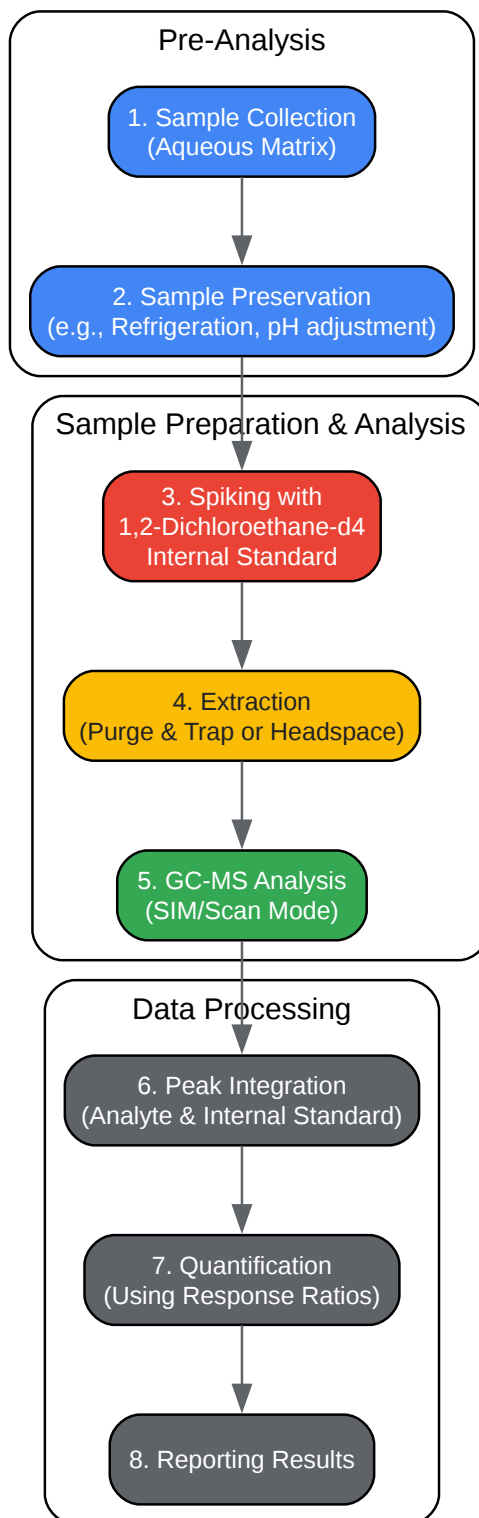 Pre-Analysis
1. Sample Collection
(Aqueous Matrix)
2. Sample Preservation
(e.g., Refrigeration, pH adjustment)
Sample Preparation & Analysis
3. Spiking with
1,2-Dichloroethane-d4
Internal Standard
4. Extraction
(Purge & Trap or Headspace)
5. GC-MS Analysis
(SIM/Scan Mode)
Data Processing
6. Peak Integration
(Analyte & Internal Standard)
7. Quantification
(Using Response Ratios)
8. Reporting Results